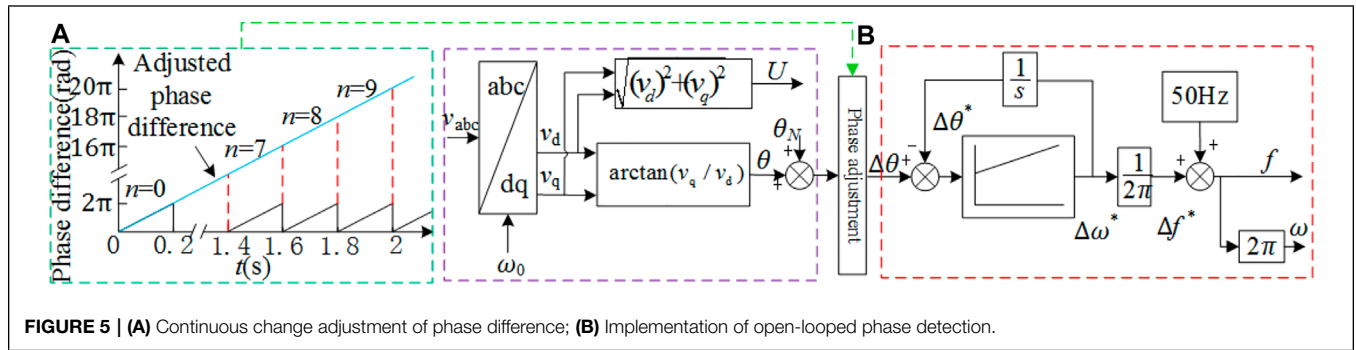 A
Phase difference(rad)
20π
18π
16π
2π
0
Adjusted
phase
difference
n=0
n=7
n=8
n=9
0.2
1.4
1.6
1.8
2
t(s)
v_abc
abc
dq
ω₀
v_d
v_q
√(v_d)²+(v_q)²
U
arctan(v_q / v_d)
θ
θ_N
+
+
Phase adjustment
B
Δθ
+
−
Δθ*
1/s
Δω*
1/2π
Δf*
+
+
50Hz
f
2π
ω
FIGURE 5 | (A) Continuous change adjustment of phase difference; (B) Implementation of open-looped phase detection.